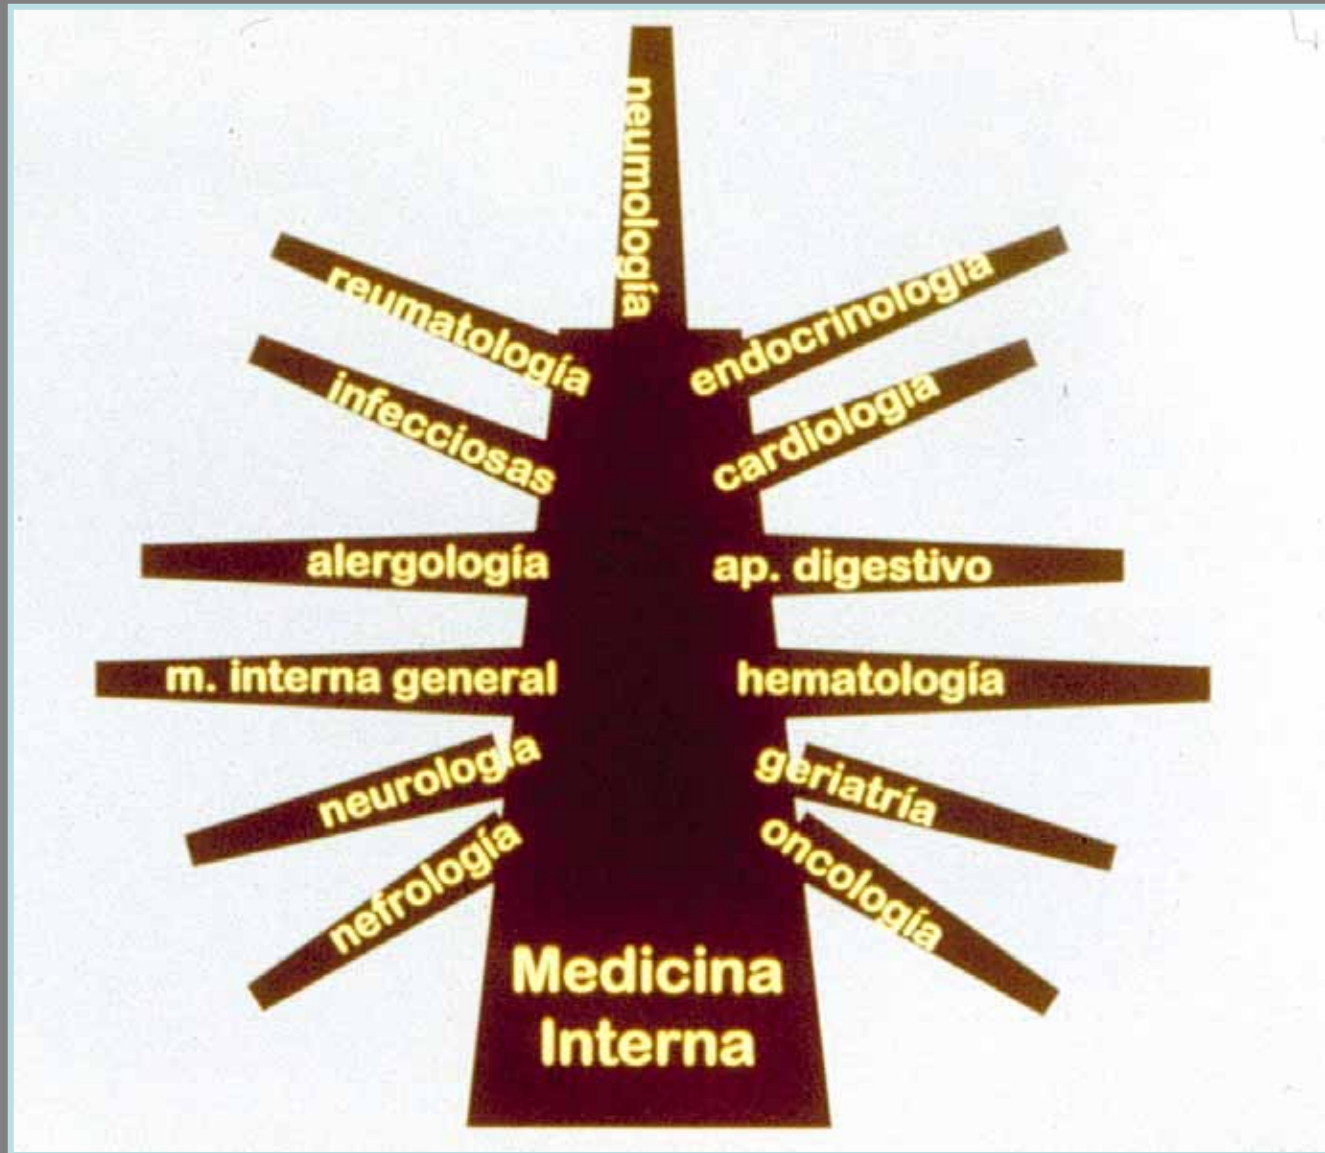 neumología
reumatología
endocrinología
infecciosas
cardiología
alergología
ap. digestivo
m. interna general
hematología
neurología
geriatría
nefrología
oncología
Medicina
Interna